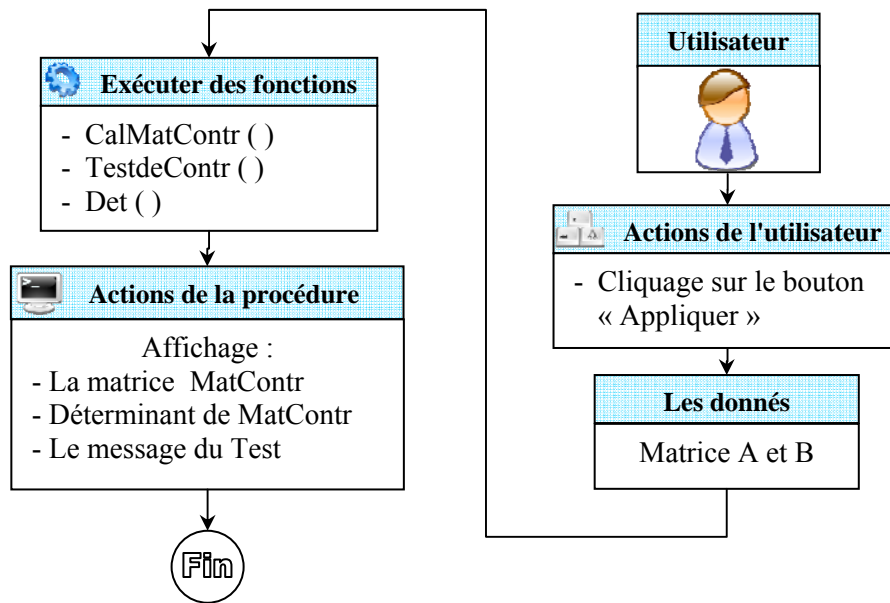 Utilisateur
Actions de l'utilisateur
- Cliquage sur le bouton
« Appliquer »
Les donnés
Matrice A et B
Exécuter des fonctions
- CalMatContr ( )
- TestdeContr ( )
- Det ( )
Actions de la procédure
Affichage :
- La matrice MatContr
- Déterminant de MatContr
- Le message du Test
Fin